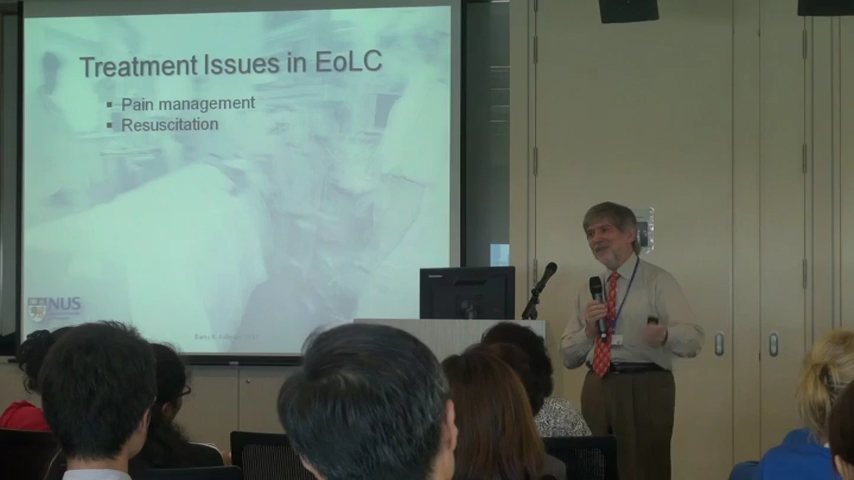 Treatment Issues in EoLC
▪ Pain management
▪ Resuscitation
NUS